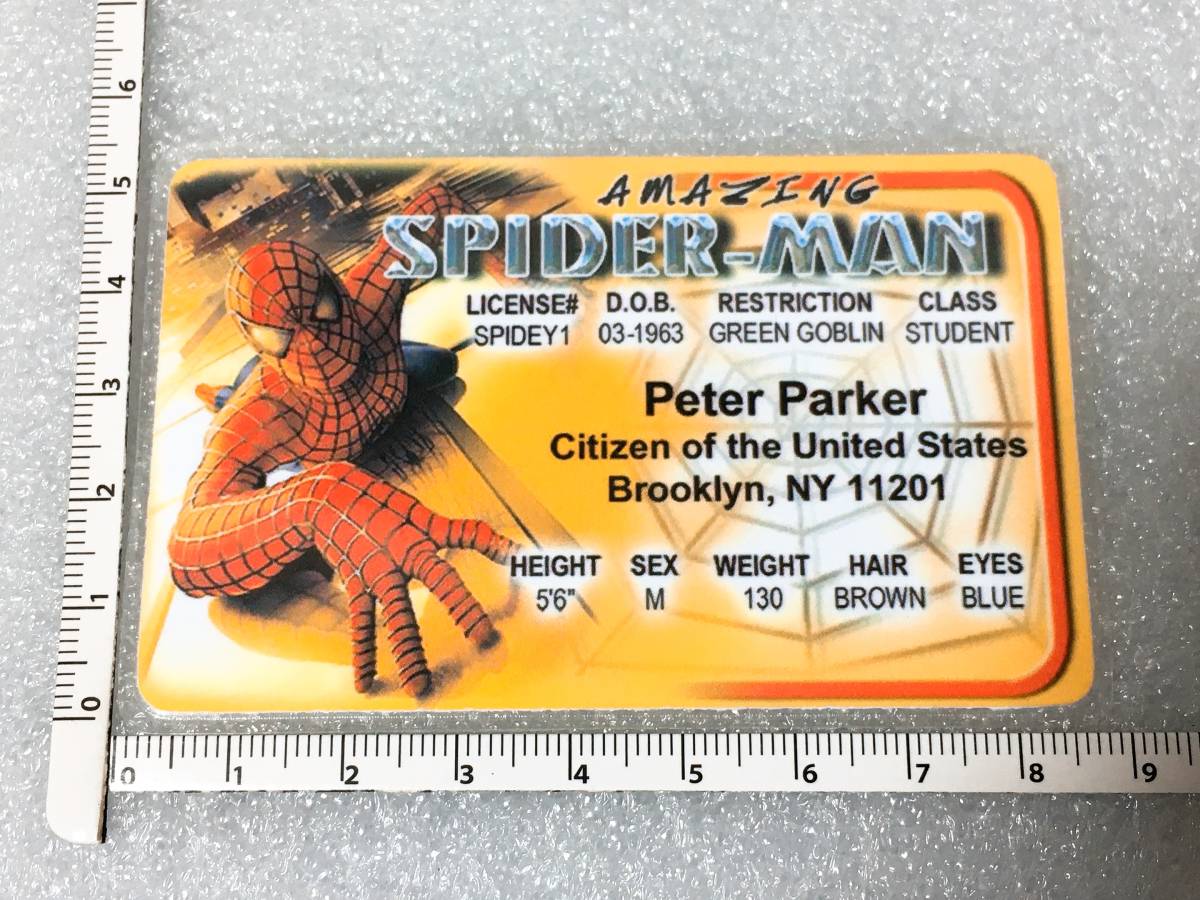 AMAZING
SPIDER-MAN
LICENSE# D.O.B. RESTRICTION CLASS
SPIDEY1 03-1963 GREEN GOBLIN STUDENT
Peter Parker
Citizen of the United States
Brooklyn, NY 11201
HEIGHT SEX WEIGHT HAIR EYES
5'6" M 130 BROWN BLUE
6
5
4
3
2
1
0
0 1 2 3 4 5 6 7 8 9